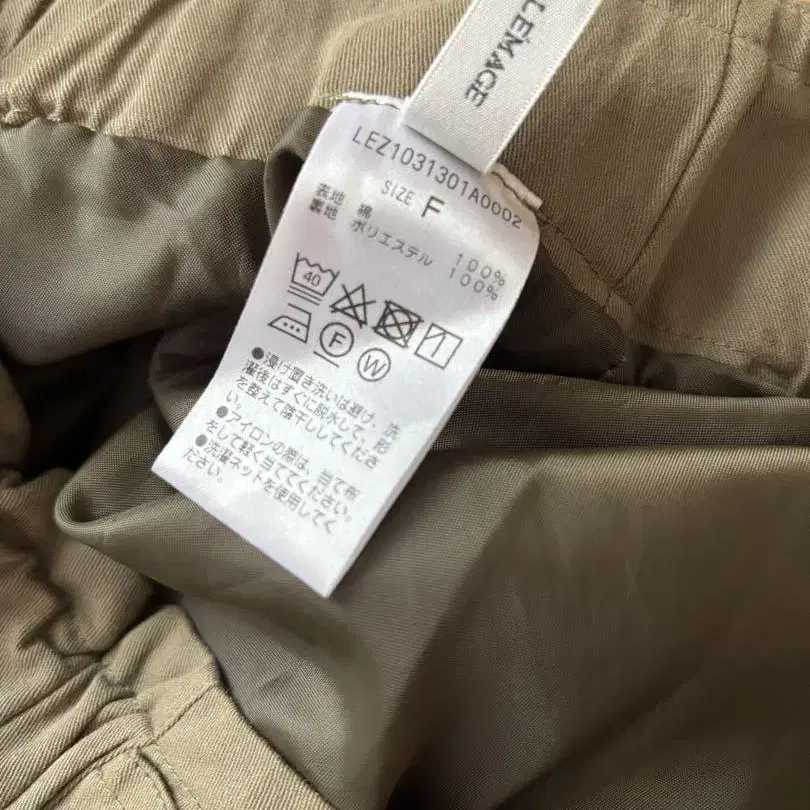 LEMAGE
LEZ1031301A0002
SIZE F
表地 綿 100%
裏地 ポリエステル 100%
40
F
W
●浸け置き洗いは避け、洗
濯後はすぐに脱水して、形
を整えて陰干ししてくださ
い。
●アイロンの際は、当て布
をして軽く当ててください。
●洗濯ネットを使用してく
ださい。